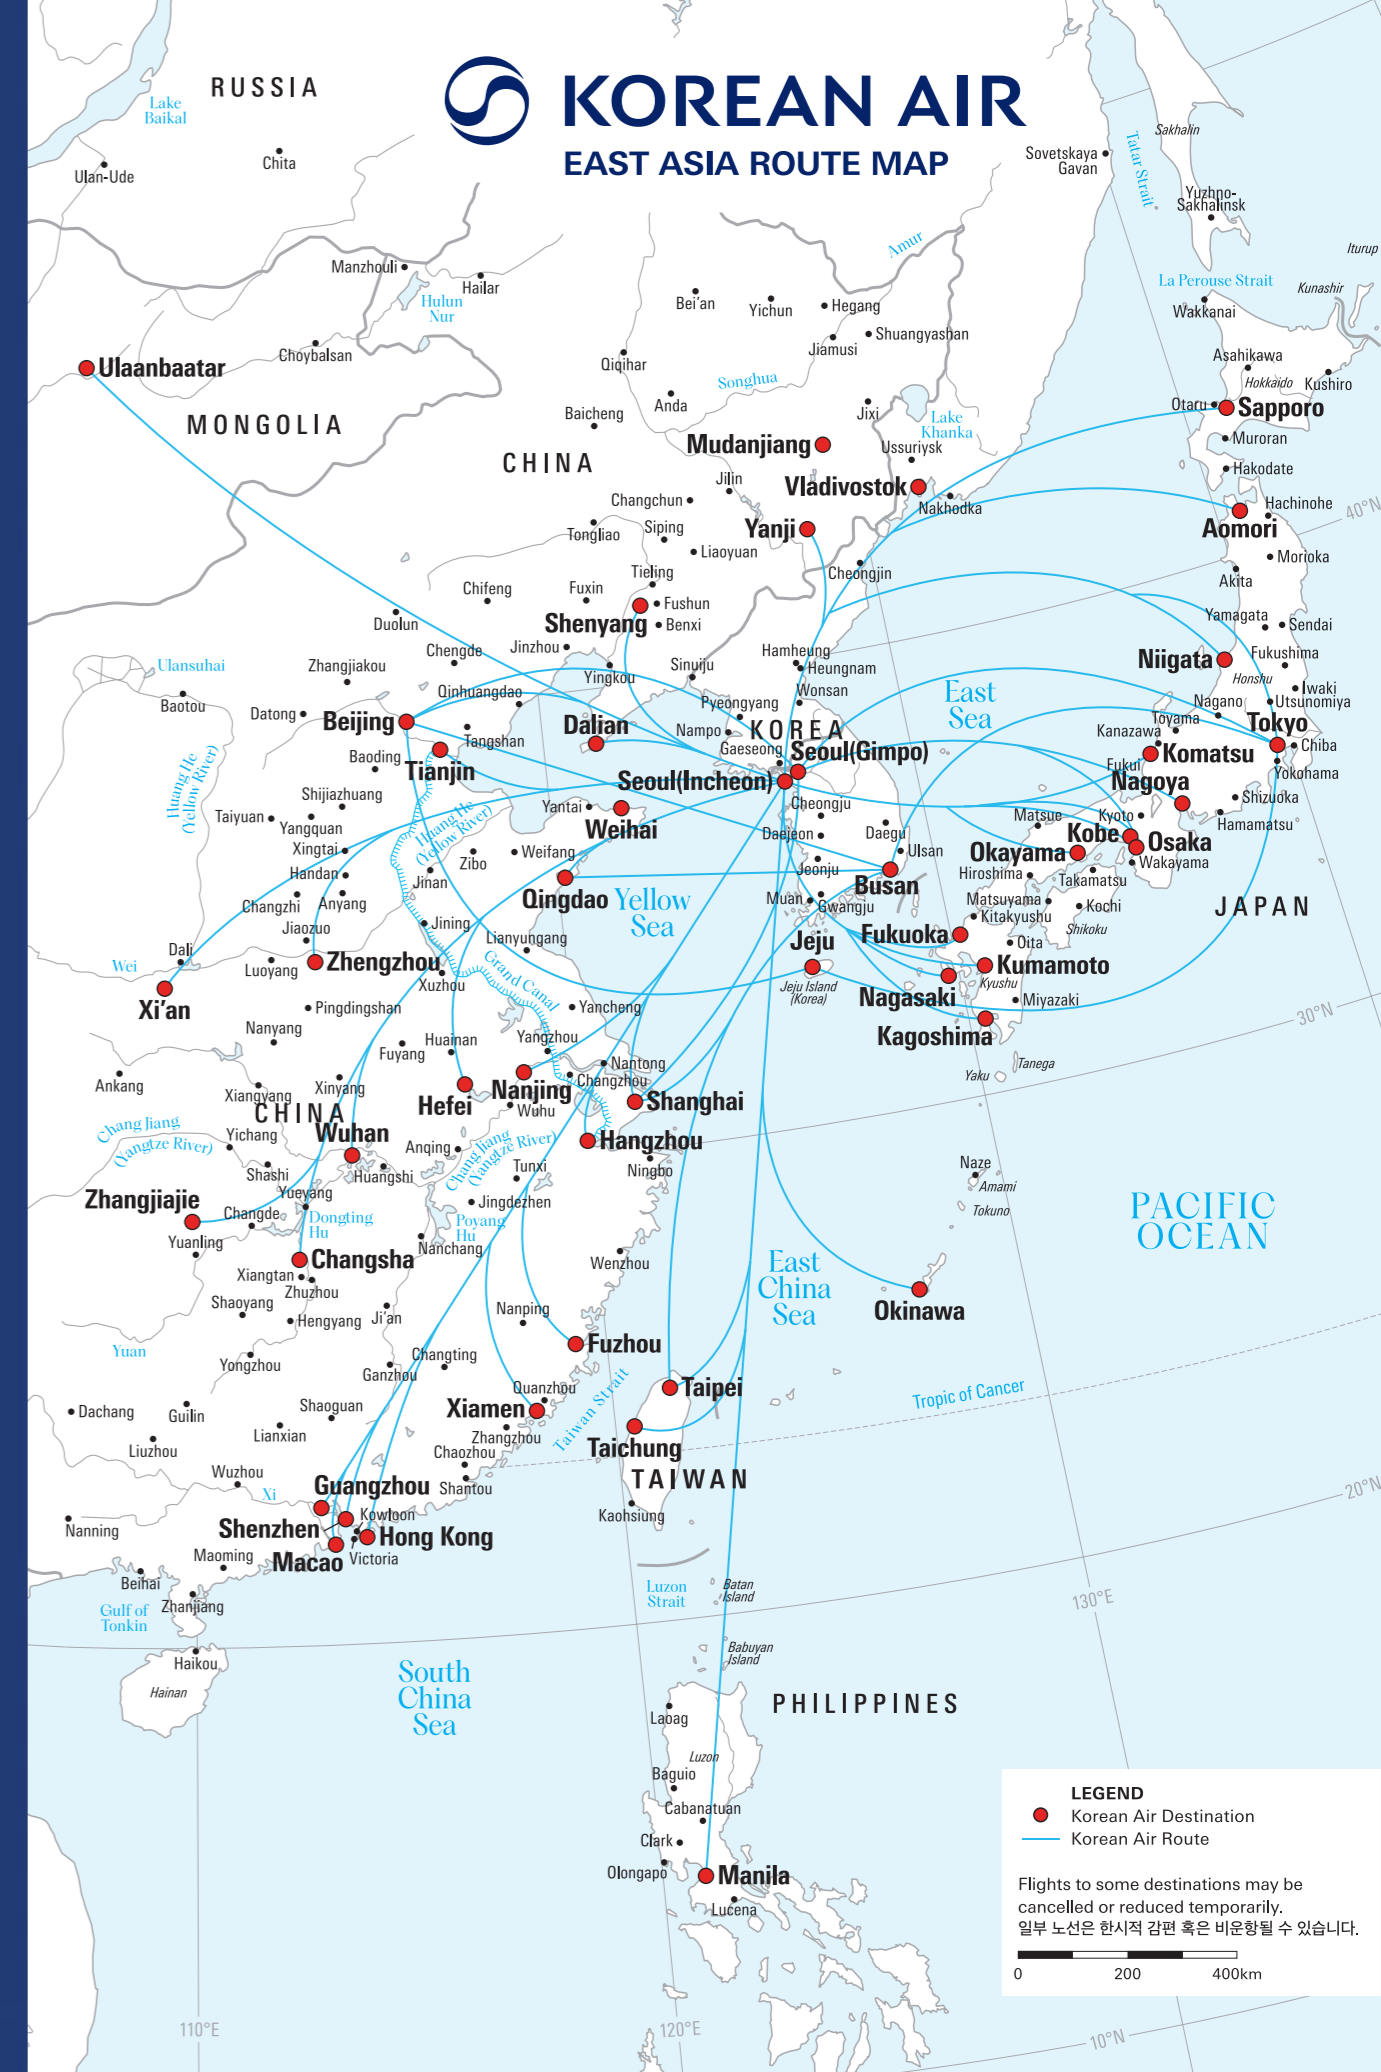 KOREAN AIR
EAST ASIA ROUTE MAP
RUSSIA
Lake
Baikal
Ulan-Ude
Chita
Sovetskaya
Gavan
Tatar Strait
Sakhalin
Yuzhno-
Sakhalinsk
Iturup
Kunashir
La Perouse Strait
Wakkanai
Amur
Manzhouli
Hailar
Hulun
Nur
Choybalsan
Ulaanbaatar
MONGOLIA
Bei'an
Yichun
Hegang
Shuangyashan
Jiamusi
Qiqihar
Songhua
Anda
Baicheng
Jixi
Lake
Khanka
Ussuriysk
Mudanjiang
CHINA
Vladivostok
Nakhodka
Jilin
Changchun
Yanji
Siping
Tongliao
Liaoyuan
Cheongjin
Asahikawa
Hokkaido
Kushiro
Otaru
Sapporo
Muroran
Hakodate
Hachinohe
Aomori
40°N
Morioka
Akita
Yamagata
Sendai
Fukushima
Niigata
Honshu
Iwaki
Nagano
Utsunomiya
Toyama
Tokyo
Kanazawa
Chiba
Komatsu
Fukui
Yokohama
Nagoya
Shizuoka
Hamamatsu
Kyoto
Matsue
Kobe
Osaka
Wakayama
Okayama
Hiroshima
Takamatsu
Matsuyama
Kochi
Kitakyushu
Shikoku
JAPAN
Fukuoka
Oita
Kumamoto
Kyushu
Nagasaki
Miyazaki
Kagoshima
30°N
Tanega
Yaku
Tieling
Chifeng
Fuxin
Fushun
Shenyang
Benxi
Duolun
Chengde
Jinzhou
Yingkou
Sinuiju
Hamheung
Heungnam
Wonsan
Pyeongyang
Nampo
KOREA
Gaeseong
Seoul(Gimpo)
Seoul(Incheon)
Cheongju
Daejeon
Daegu
Ulsan
Jeonju
Busan
Muan
Gwangju
Jeju
Jeju Island
(Korea)
East
Sea
Ulansuhai
Zhangjiakou
Baotou
Datong
Beijing
Qinhuangdao
Tangshan
Dalian
Baoding
Tianjin
Huang He
(Yellow River)
Huang He
(Yellow River)
Shijiazhuang
Taiyuan
Yangquan
Yantai
Weihai
Xingtai
Zibo
Weifang
Handan
Jinan
Qingdao
Yellow
Sea
Changzhi
Anyang
Jiaozuo
Jining
Lianyungang
Dali
Wei
Luoyang
Zhengzhou
Grand Canal
Xuzhou
Xi'an
Pingdingshan
Yancheng
Nanyang
Huainan
Yangzhou
Fuyang
Ankang
Xiangyang
Xinyang
Nantong
Changzhou
Nanjing
Hefei
Shanghai
Wuhu
CHINA
Chang Jiang
(Yangtze River)
Yichang
Wuhan
Anqing
Chang Jiang
(Yangtze River)
Hangzhou
Ningbo
Shashi
Huangshi
Tunxi
Zhangjiajie
Yueyang
Jingdezhen
Changde
Dongting
Hu
Poyang
Hu
Yuanling
Nanchang
Changsha
Wenzhou
Xiangtan
Zhuzhou
Shaoyang
Hengyang
Ji'an
Nanping
Yuan
Yongzhou
Ganzhou
Changting
Fuzhou
Dachang
Guilin
Shaoguan
Quanzhou
Xiamen
Taiwan Strait
Taipei
Liuzhou
Lianxian
Zhangzhou
Chaozhou
Taichung
Wuzhou
Guangzhou
Shantou
TAIWAN
Xi
Kowloon
Kaohsiung
Nanning
Shenzhen
Hong Kong
Macao
Victoria
Maoming
Beihai
Zhanjiang
Gulf of
Tonkin
Haikou
Hainan
Naze
Amami
Tokuno
PACIFIC
OCEAN
East
China
Sea
Okinawa
Tropic of Cancer
20°N
Luzon
Strait
Batan
Island
Babuyan
Island
130°E
South
China
Sea
PHILIPPINES
Laoag
Luzon
Baguio
Cabanatuan
Clark
Olongapo
Manila
Lucena
110°E
120°E
10°N
LEGEND
Korean Air Destination
Korean Air Route
Flights to some destinations may be
cancelled or reduced temporarily.
일부 노선은 한시적 감편 혹은 비운항될 수 있습니다.
0 200 400km